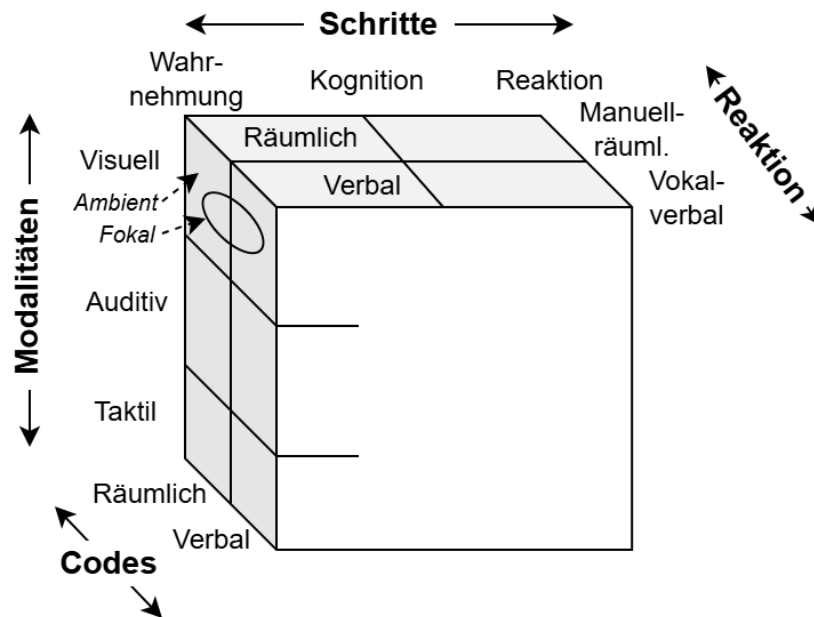 Schritte
Wahr-
nehmung
Kognition
Reaktion
Manuell-
räuml.
Vokal-
verbal
Reaktion
Räumlich
Verbal
Modalitäten
Visuell
Ambient
Fokal
Auditiv
Taktil
Räumlich
Verbal
Codes